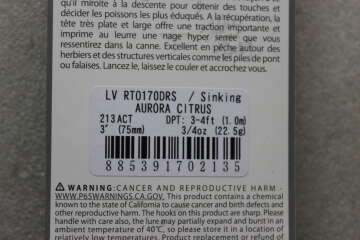 qu'il miroite à la descente pour obtenir des touches et
décider les poissons les plus éduqués. A la récupération, la
tête très plate et large offre une traction importante et
imprime au leurre une nage hyper serrée que vous
ressentirez dans la canne. Excellent en pêche autour des
herbiers et des structures verticales comme les piles de pont
ou falaises.
Lancez le, laissez le couler et accrochez vous.
LV RTO170DRS / Sinking
AURORA CITRUS
213ACT DPT: 3-4ft (1.0m)
3" (75mm) 3/4oz (22.5g)
885391702135
WARNING:CANCER AND REPRODUCTIVE HARM -
WWW.P65WARNINGS.CA.GOV. This product contains a chemical
known to the state of California to cause cancer and birth defects and
other reproductive harm. The hooks on this product are sharp. Please
handle with care, also the lure may partially expand and burst in an
ambient temperature of 40℃, so please store it in a location of
relatively low temperature. Product replacement or refund of